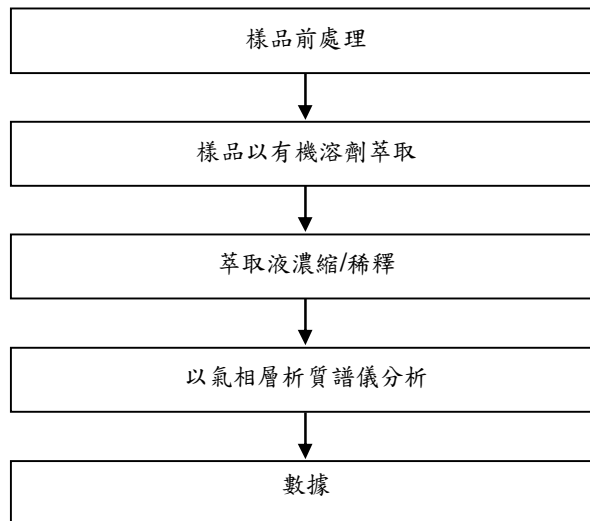 樣品前處理
樣品以有機溶劑萃取
萃取液濃縮/稀釋
以氣相層析質譜儀分析
數據